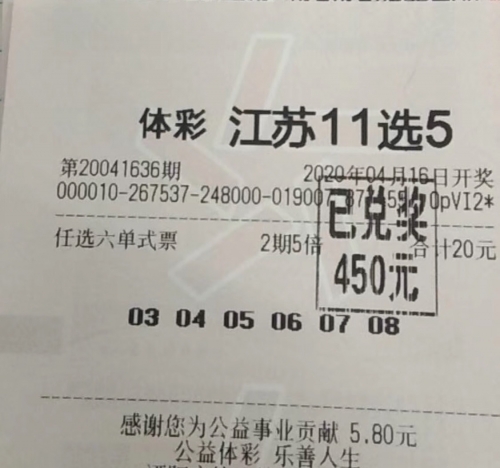 体彩 江苏11选5
第20041636期 2020年04月16日开奖
000010-267537-248000-019007 OpVI2*
已兑奖
任选六单式票 2期5倍 合计20元
450元
03 04 05 06 07 08
感谢您为公益事业贡献 5.80元
公益体彩 乐善人生